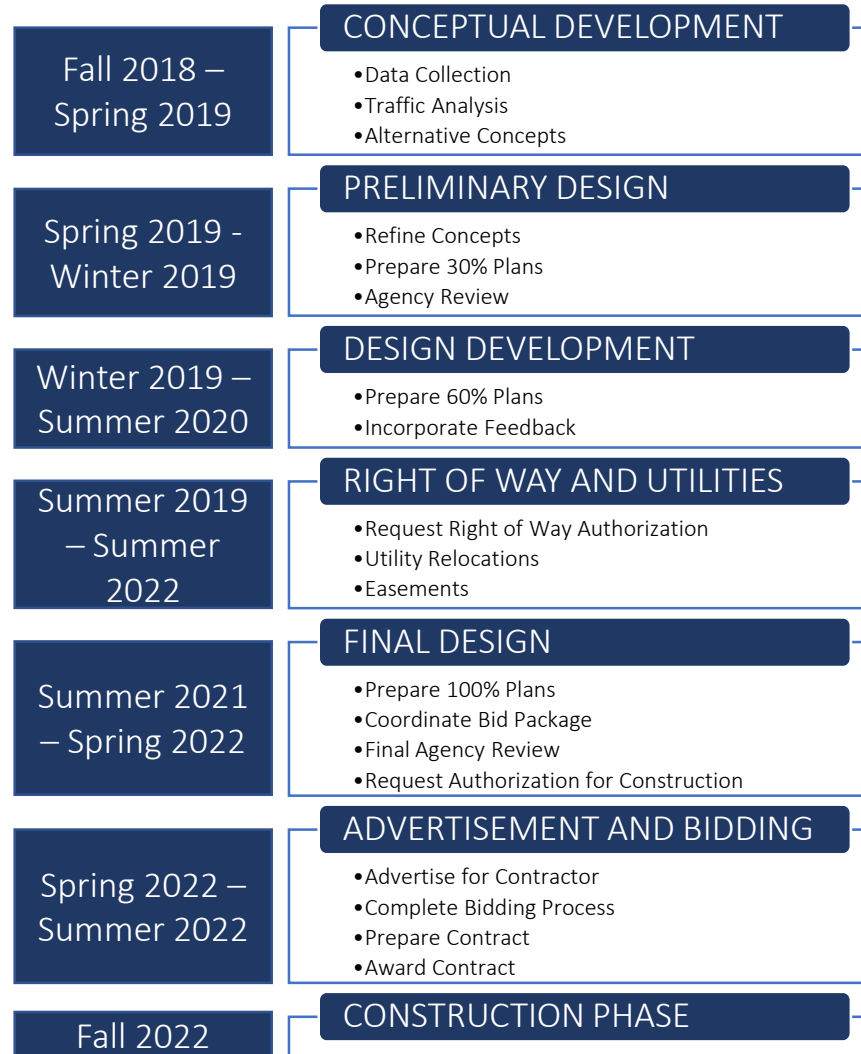 Fall 2018 –
Spring 2019
CONCEPTUAL DEVELOPMENT
•Data Collection
•Traffic Analysis
•Alternative Concepts
Spring 2019 -
Winter 2019
PRELIMINARY DESIGN
•Refine Concepts
•Prepare 30% Plans
•Agency Review
Winter 2019 –
Summer 2020
DESIGN DEVELOPMENT
•Prepare 60% Plans
•Incorporate Feedback
Summer 2019
– Summer
2022
RIGHT OF WAY AND UTILITIES
•Request Right of Way Authorization
•Utility Relocations
•Easements
Summer 2021
– Spring 2022
FINAL DESIGN
•Prepare 100% Plans
•Coordinate Bid Package
•Final Agency Review
•Request Authorization for Construction
Spring 2022 –
Summer 2022
ADVERTISEMENT AND BIDDING
•Advertise for Contractor
•Complete Bidding Process
•Prepare Contract
•Award Contract
Fall 2022
CONSTRUCTION PHASE